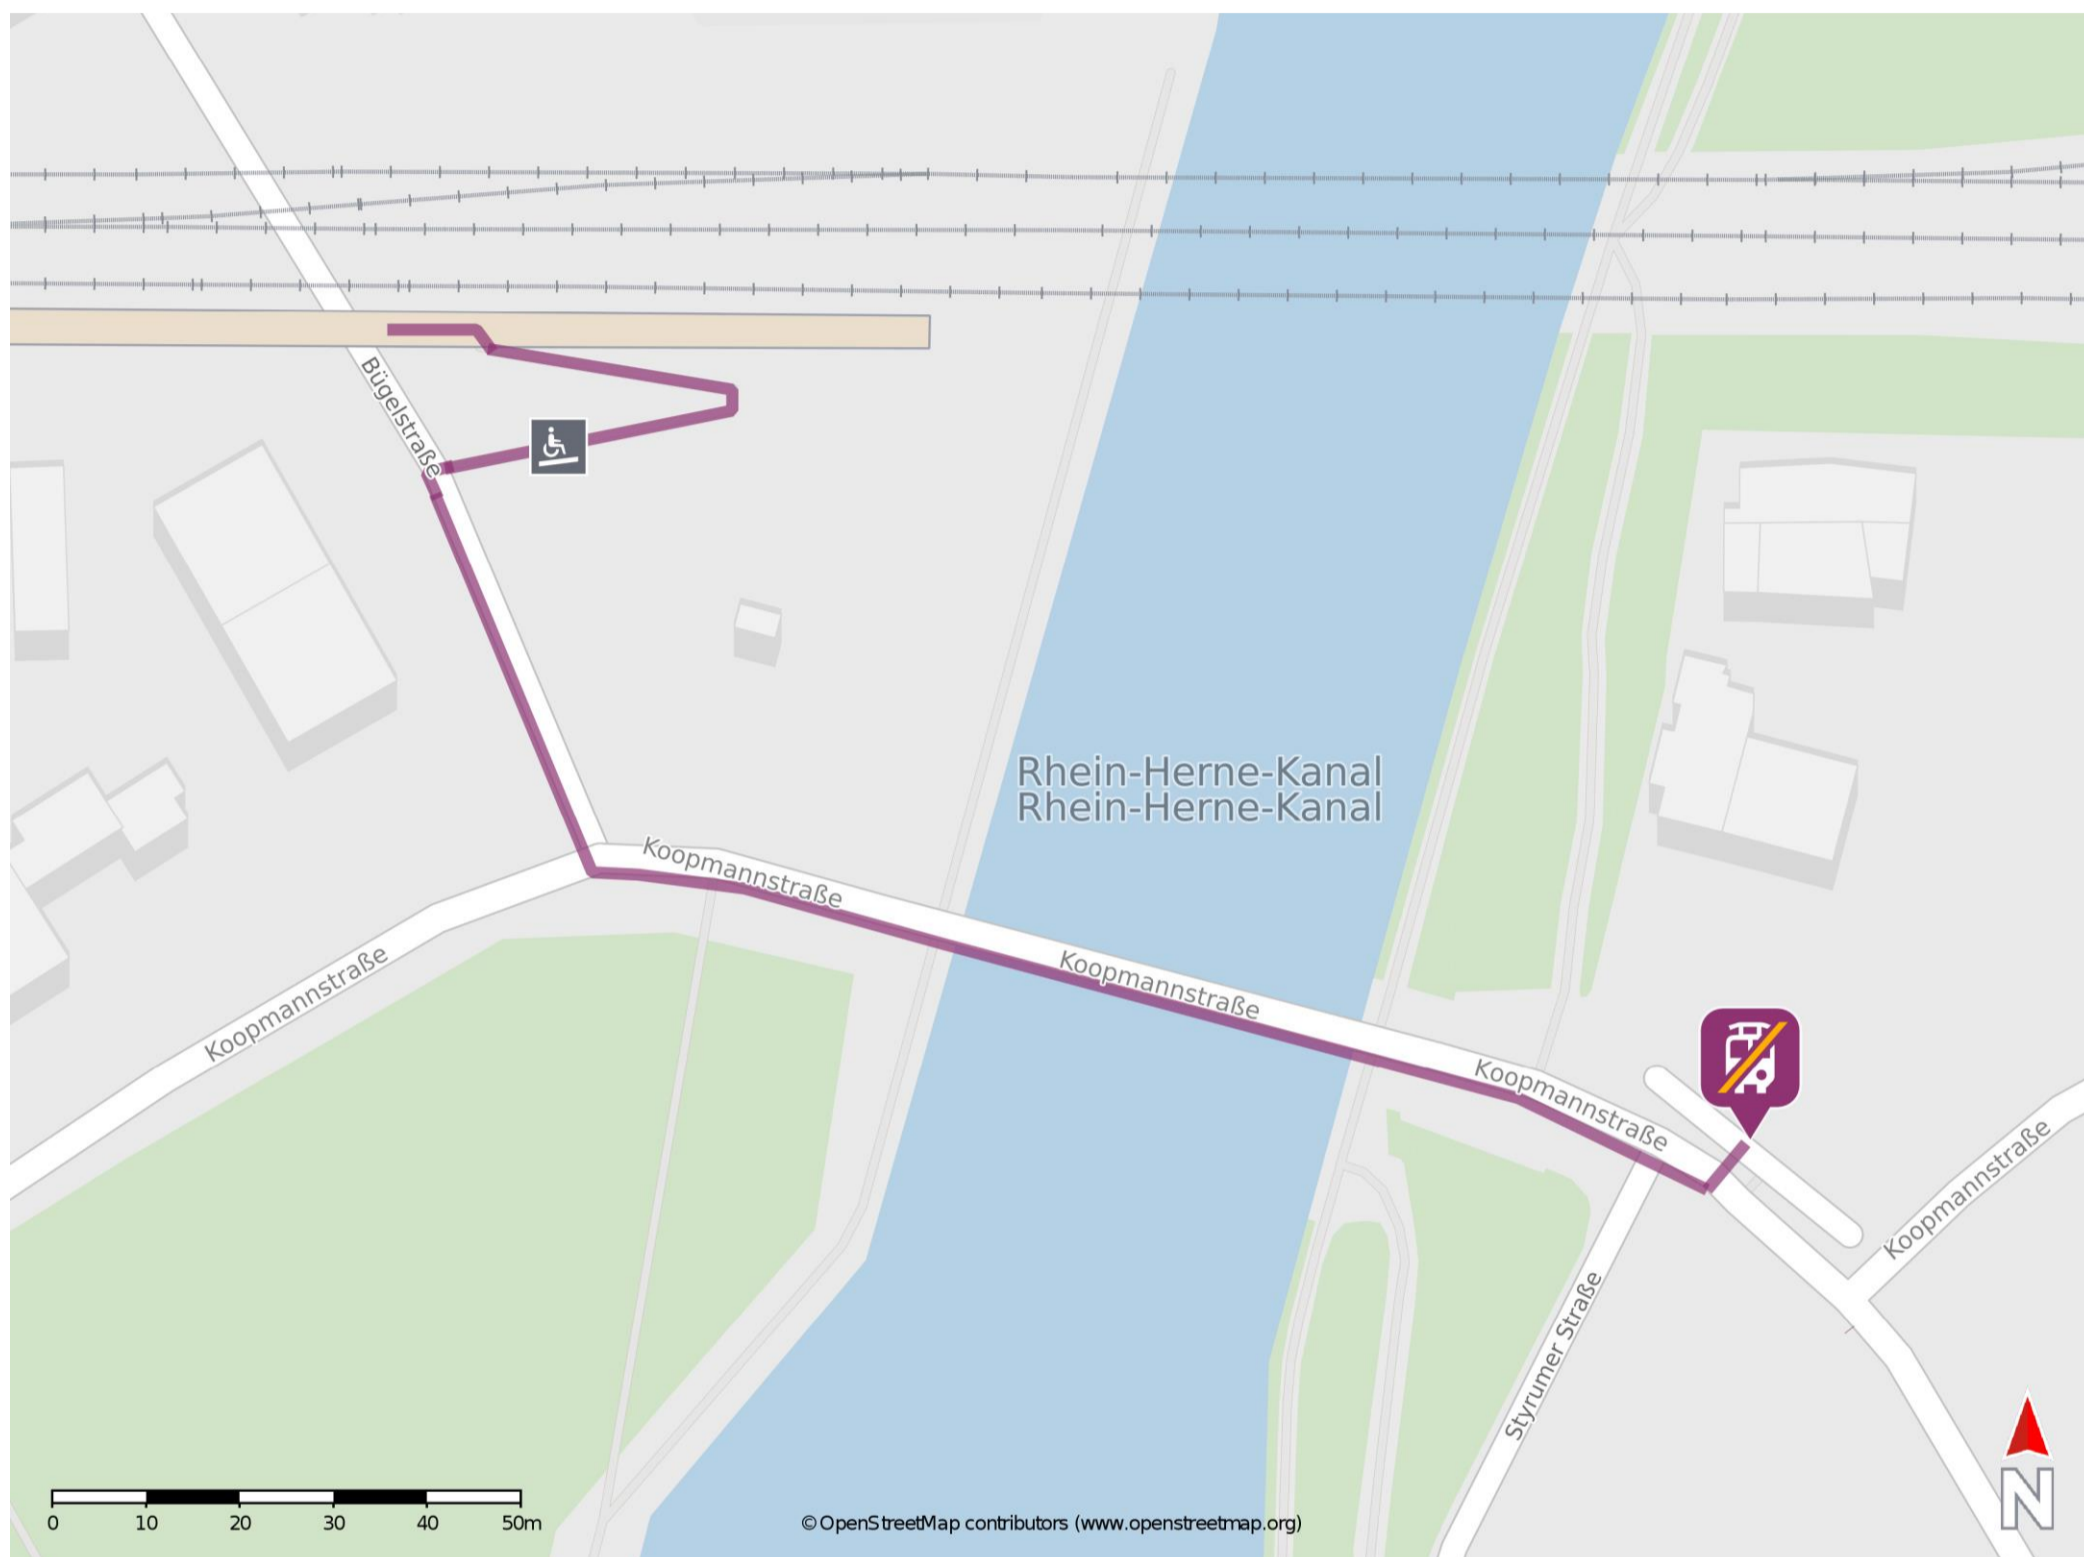 Bügelstraße
Rhein-Herne-Kanal
Rhein-Herne-Kanal
Koopmannstraße
Koopmannstraße
Koopmannstraße
Koopmannstraße
Koopmannstraße
Styrumer Straße
N
0 10 20 30 40 50m
© OpenStreetMap contributors (www.openstreetmap.org)